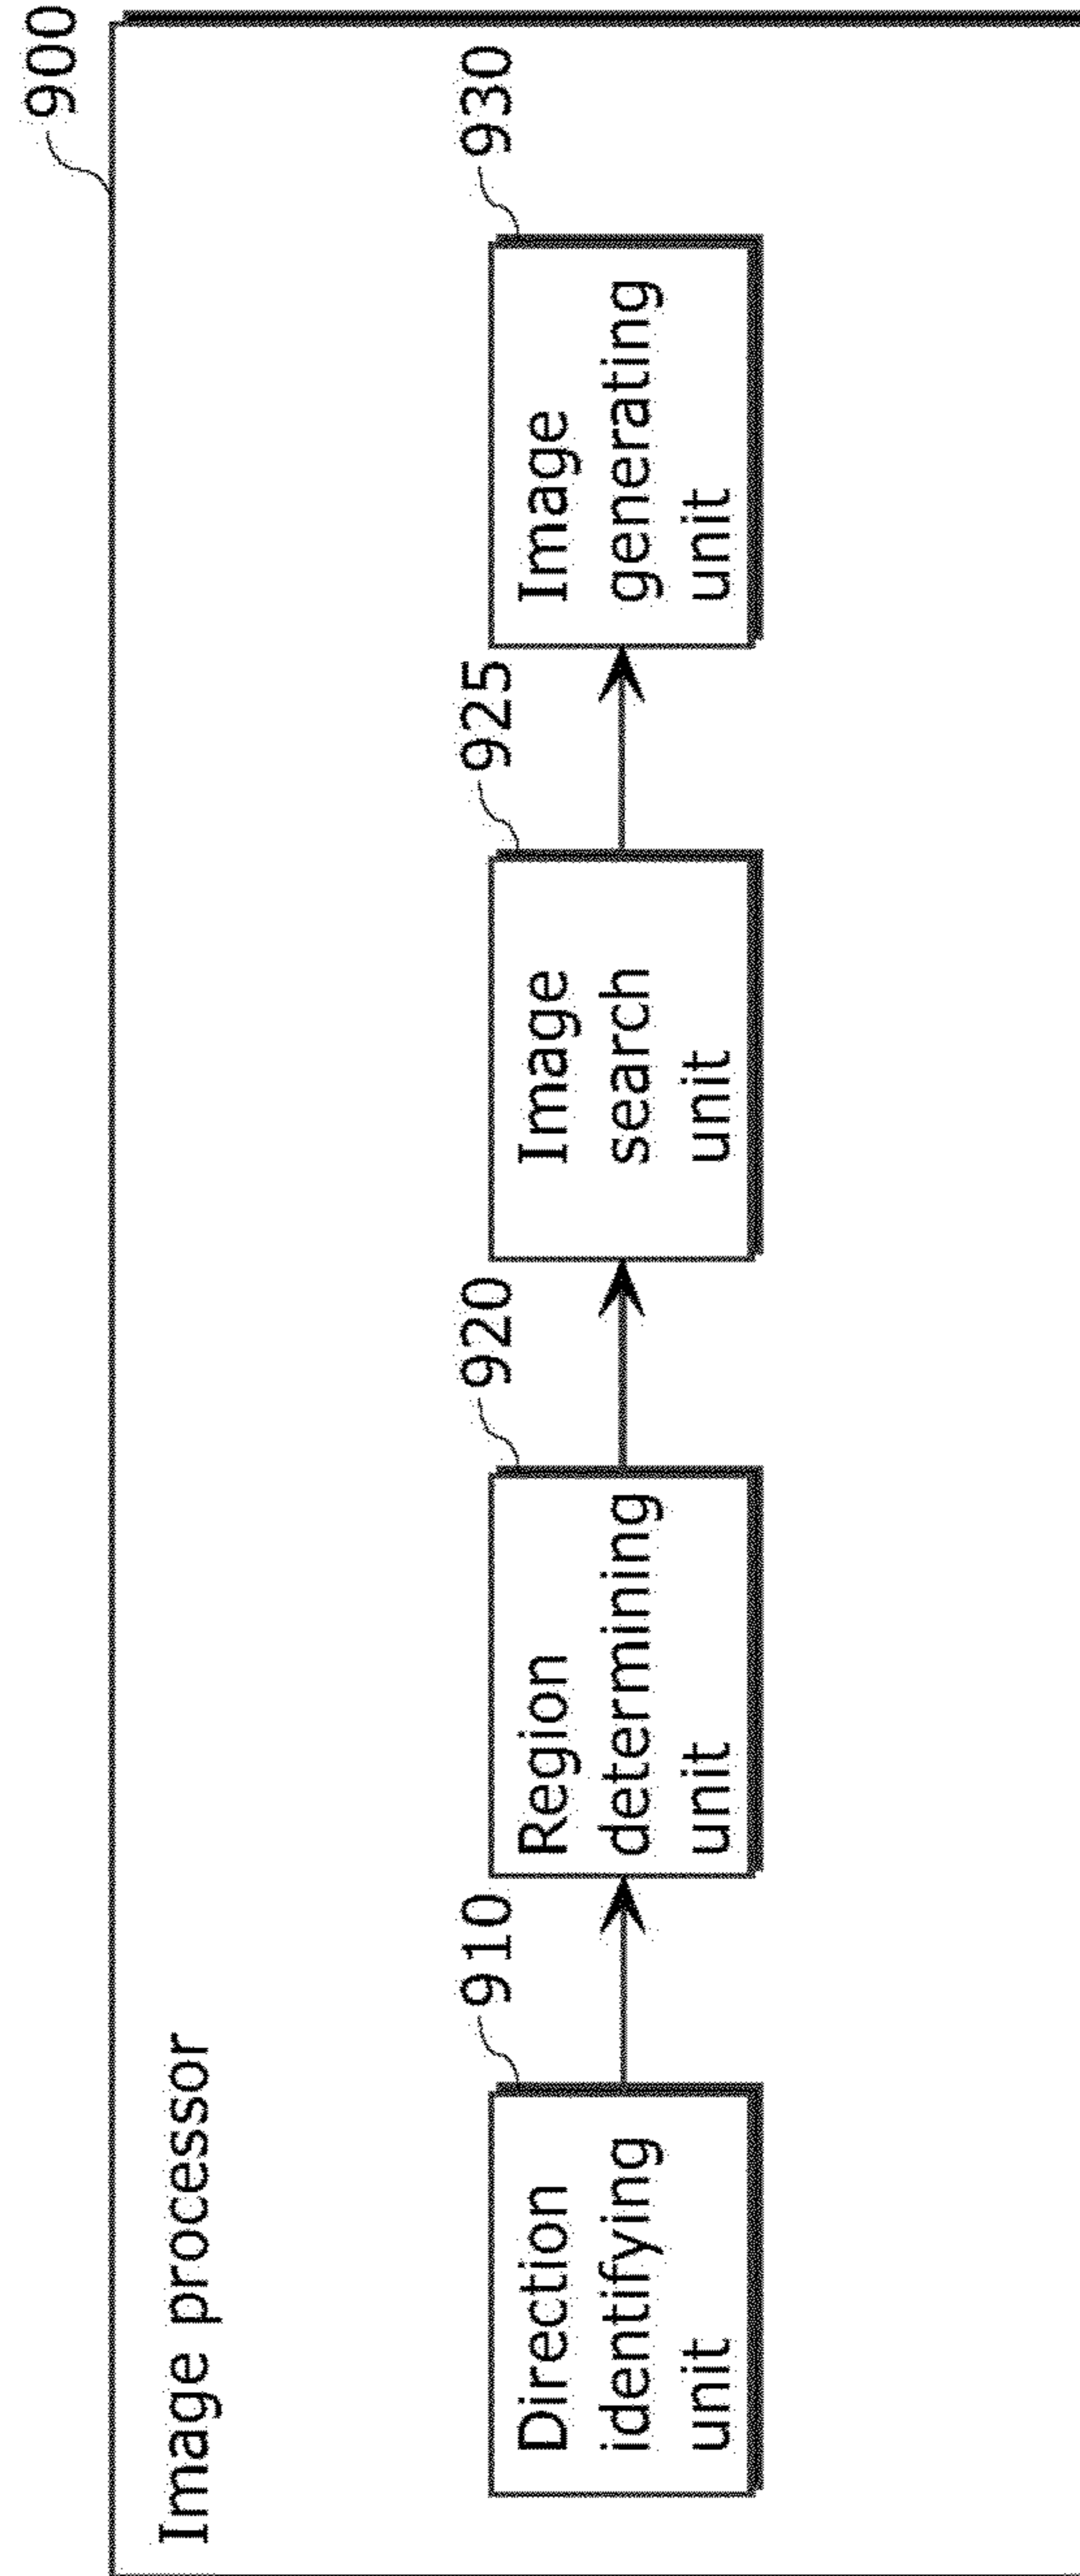 900
Image processor
910
920
925
930
Direction
identifying
unit
Region
determining
unit
Image
search
unit
Image
generating
unit